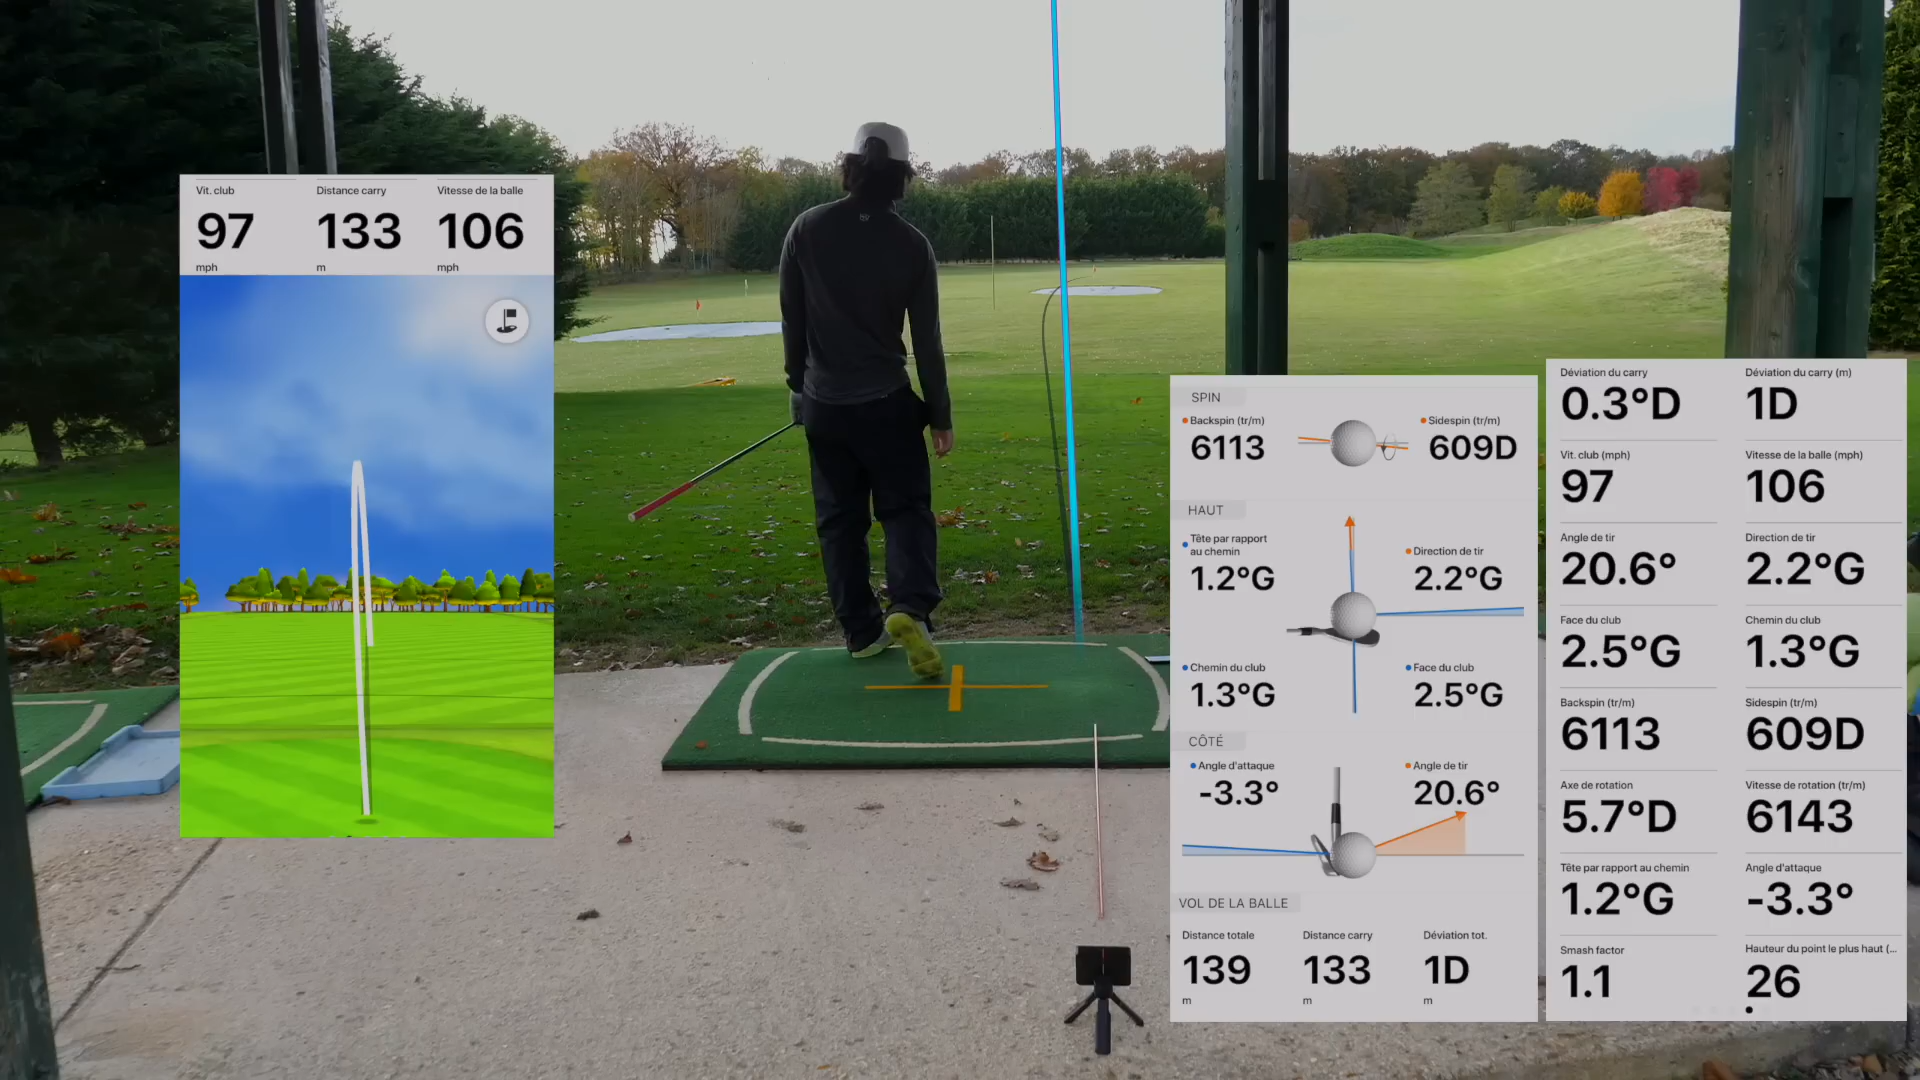 Vit. club
Distance carry
Vitesse de la balle
97
133
106
mph
m
mph
SPIN
Backspin (tr/m)
Sidespin (tr/m)
6113
609D
HAUT
Tête par rapport
au chemin
Direction de tir
1.2°G
2.2°G
Chemin du club
Face du club
1.3°G
2.5°G
CÔTÉ
Angle d'attaque
Angle de tir
-3.3°
20.6°
VOL DE LA BALLE
Distance totale
Distance carry
Déviation tot.
139
133
1D
m
m
m
Déviation du carry
Déviation du carry (m)
0.3°D
1D
Vit. club (mph)
Vitesse de la balle (mph)
97
106
Angle de tir
Direction de tir
20.6°
2.2°G
Face du club
Chemin du club
2.5°G
1.3°G
Backspin (tr/m)
Sidespin (tr/m)
6113
609D
Axe de rotation
Vitesse de rotation (tr/m)
5.7°D
6143
Tête par rapport au chemin
Angle d'attaque
1.2°G
-3.3°
Smash factor
Hauteur du point le plus haut (...
1.1
26